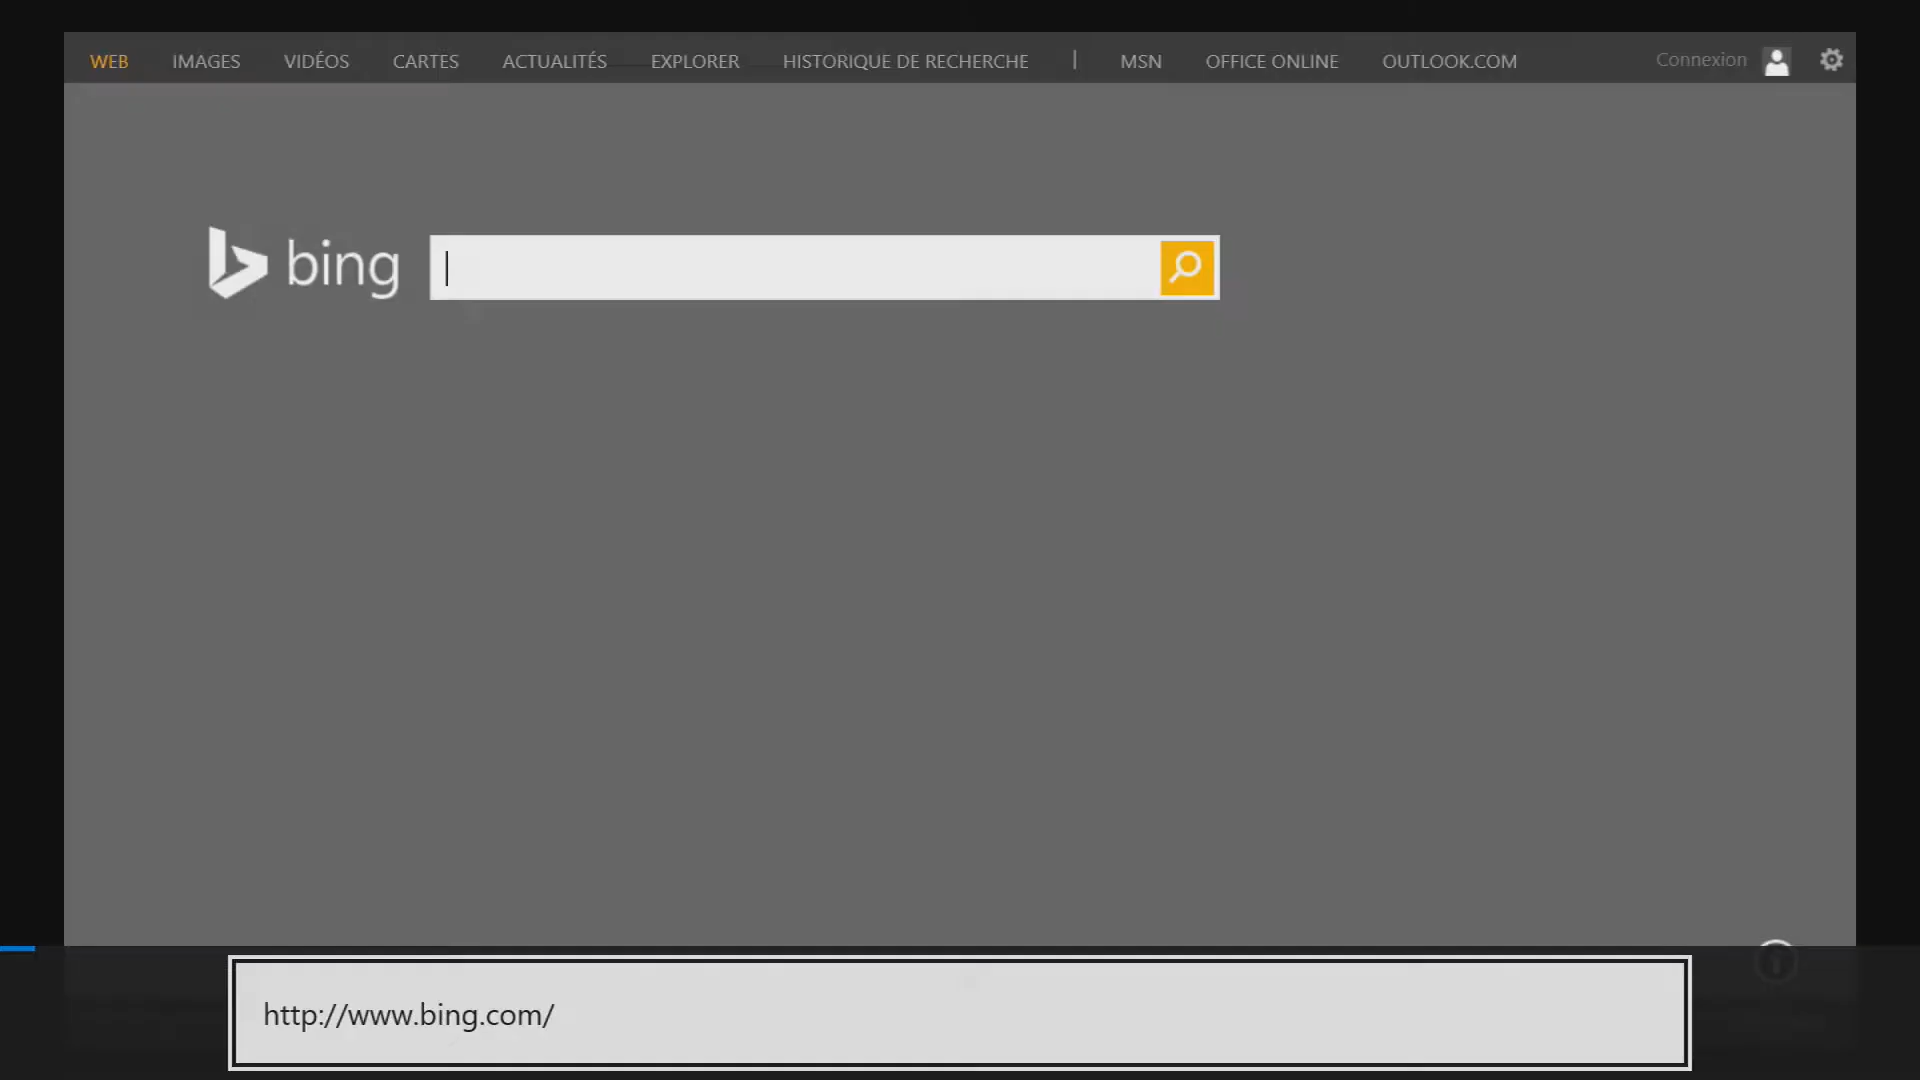 WEB IMAGES VIDÉOS CARTES ACTUALITÉS EXPLORER HISTORIQUE DE RECHERCHE | MSN OFFICE ONLINE OUTLOOK.COM Connexion
bing
http://www.bing.com/